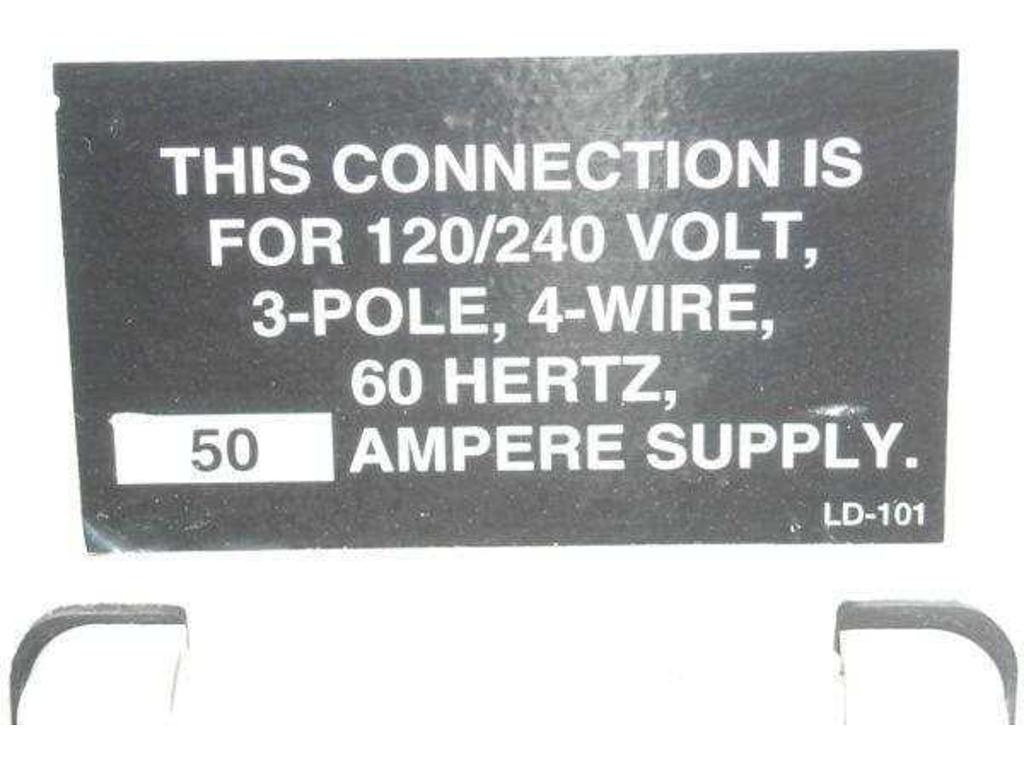 THIS CONNECTION IS
FOR 120/240 VOLT,
3-POLE, 4-WIRE,
60 HERTZ,
50 AMPERE SUPPLY.
LD-101